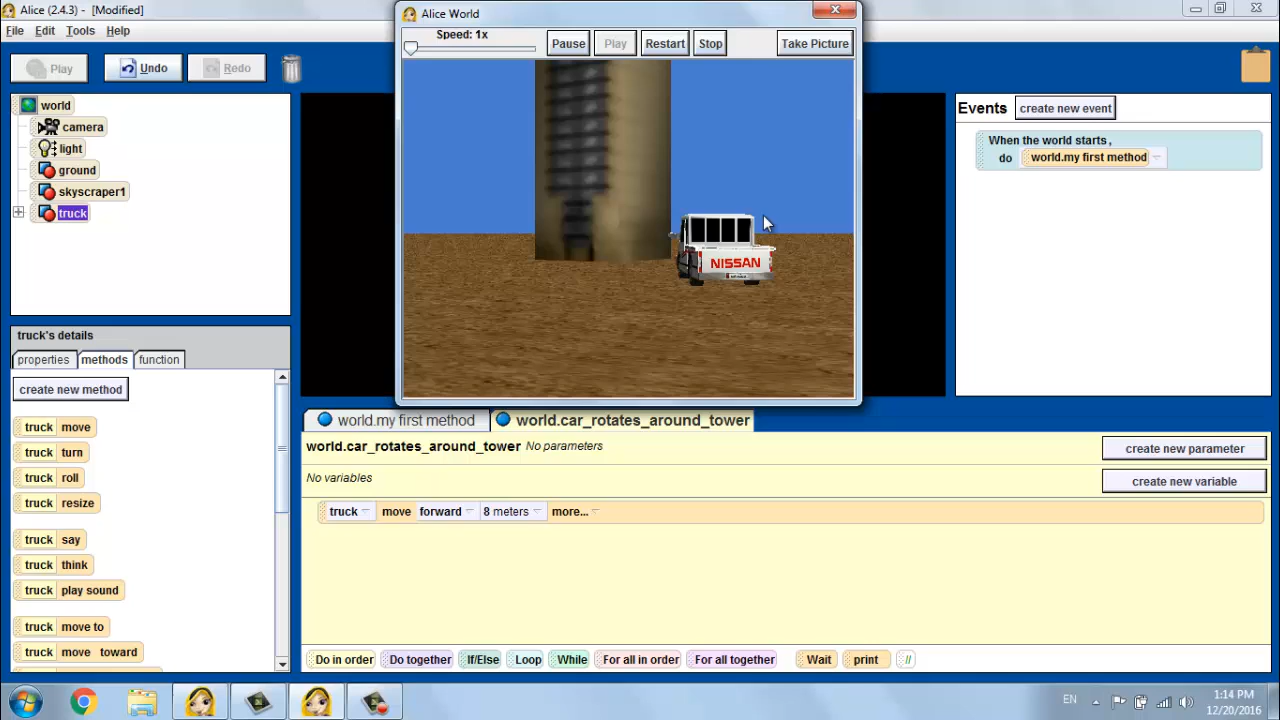 Alice (2.4.3) - [Modified]
File Edit Tools Help
Play Undo Redo
world
camera
light
ground
skyscraper1
truck
truck's details
properties methods function
create new method
truck move
truck turn
truck roll
truck resize
truck say
truck think
truck play sound
truck move to
truck move toward
Alice World
Speed: 1x
Pause Play Restart Stop Take Picture
NISSAN
Events create new event
When the world starts,
do world.my first method
world.my first method world.car_rotates_around_tower
world.car_rotates_around_tower No parameters
create new parameter
No variables
create new variable
truck move forward 8 meters more...
Do in order Do together If/Else Loop While For all in order For all together Wait print //
EN
1:14 PM
12/20/2016